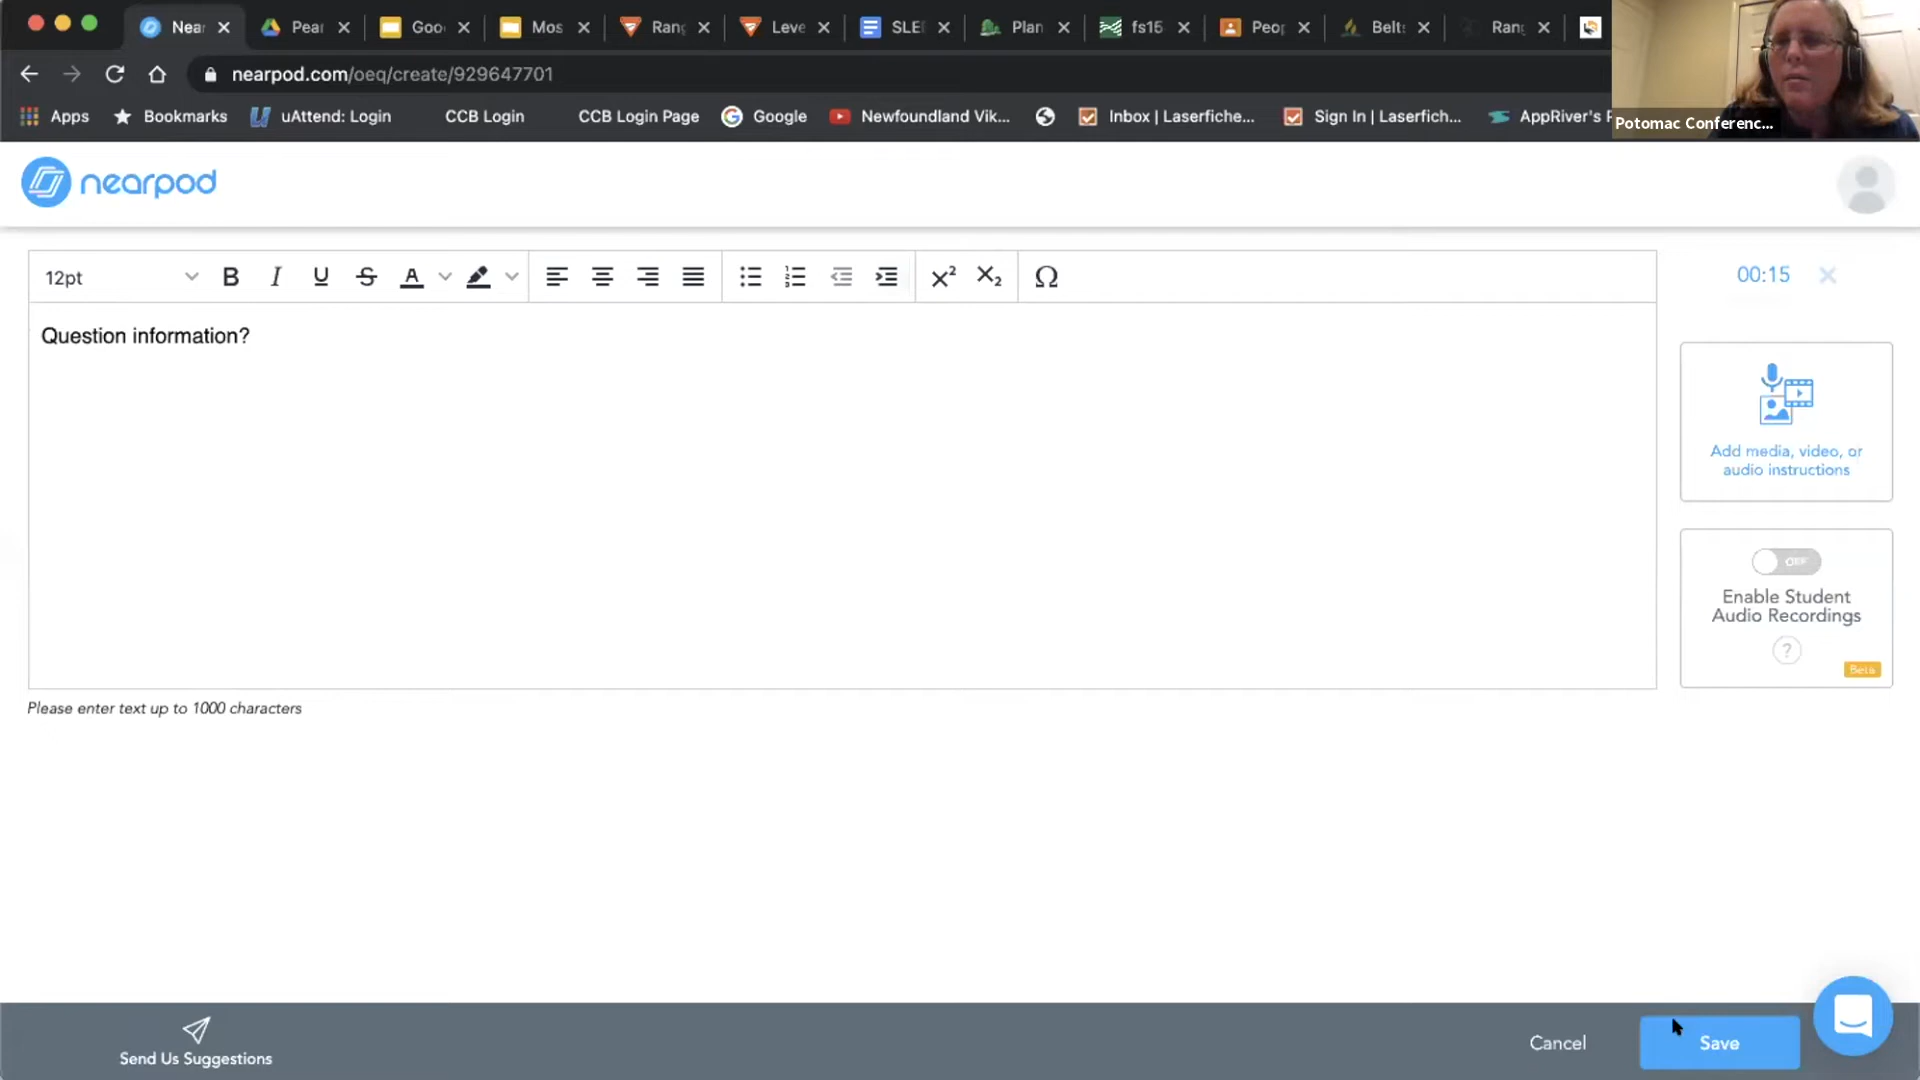 Near
Pear
Goo
Mos
Rang
Leve
SLE
Plan
fs15
Peop
Belts
Rang
nearpod.com/oeq/create/929647701
Apps
Bookmarks
uAttend: Login
CCB Login
CCB Login Page
Google
Newfoundland Vik...
Inbox | Laserfiche...
Sign In | Laserfich...
AppRiver's
Potomac Conferenc...
nearpod
12pt
B I U S A
X² X₂ Ω
00:15
Question information?
Add media, video, or
audio instructions
OFF
Enable Student
Audio Recordings
?
Beta
Please enter text up to 1000 characters
Send Us Suggestions
Cancel
Save